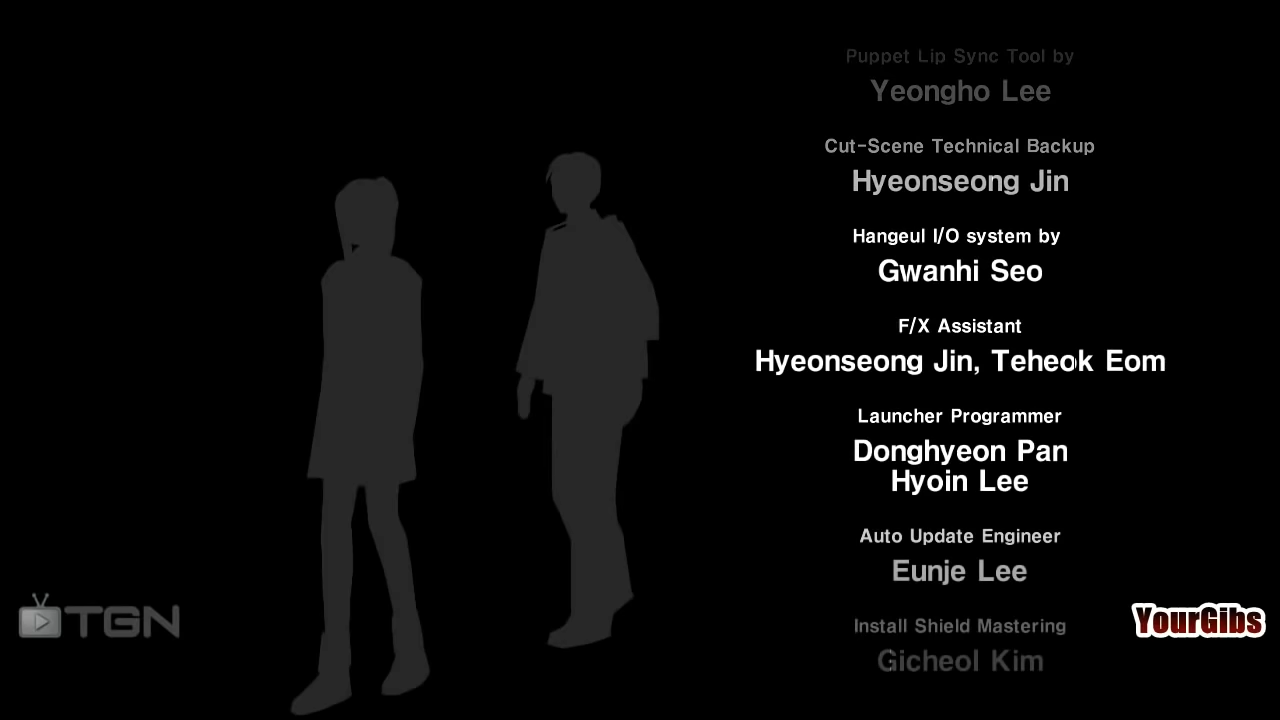 Puppet Lip Sync Tool by
Yeongho Lee
Cut-Scene Technical Backup
Hyeonseong Jin
Hangeul I/O system by
Gwanhi Seo
F/X Assistant
Hyeonseong Jin, Teheok Eom
Launcher Programmer
Donghyeon Pan
Hyoin Lee
Auto Update Engineer
Eunje Lee
Install Shield Mastering
Gicheol Kim
TGN
YourGibs